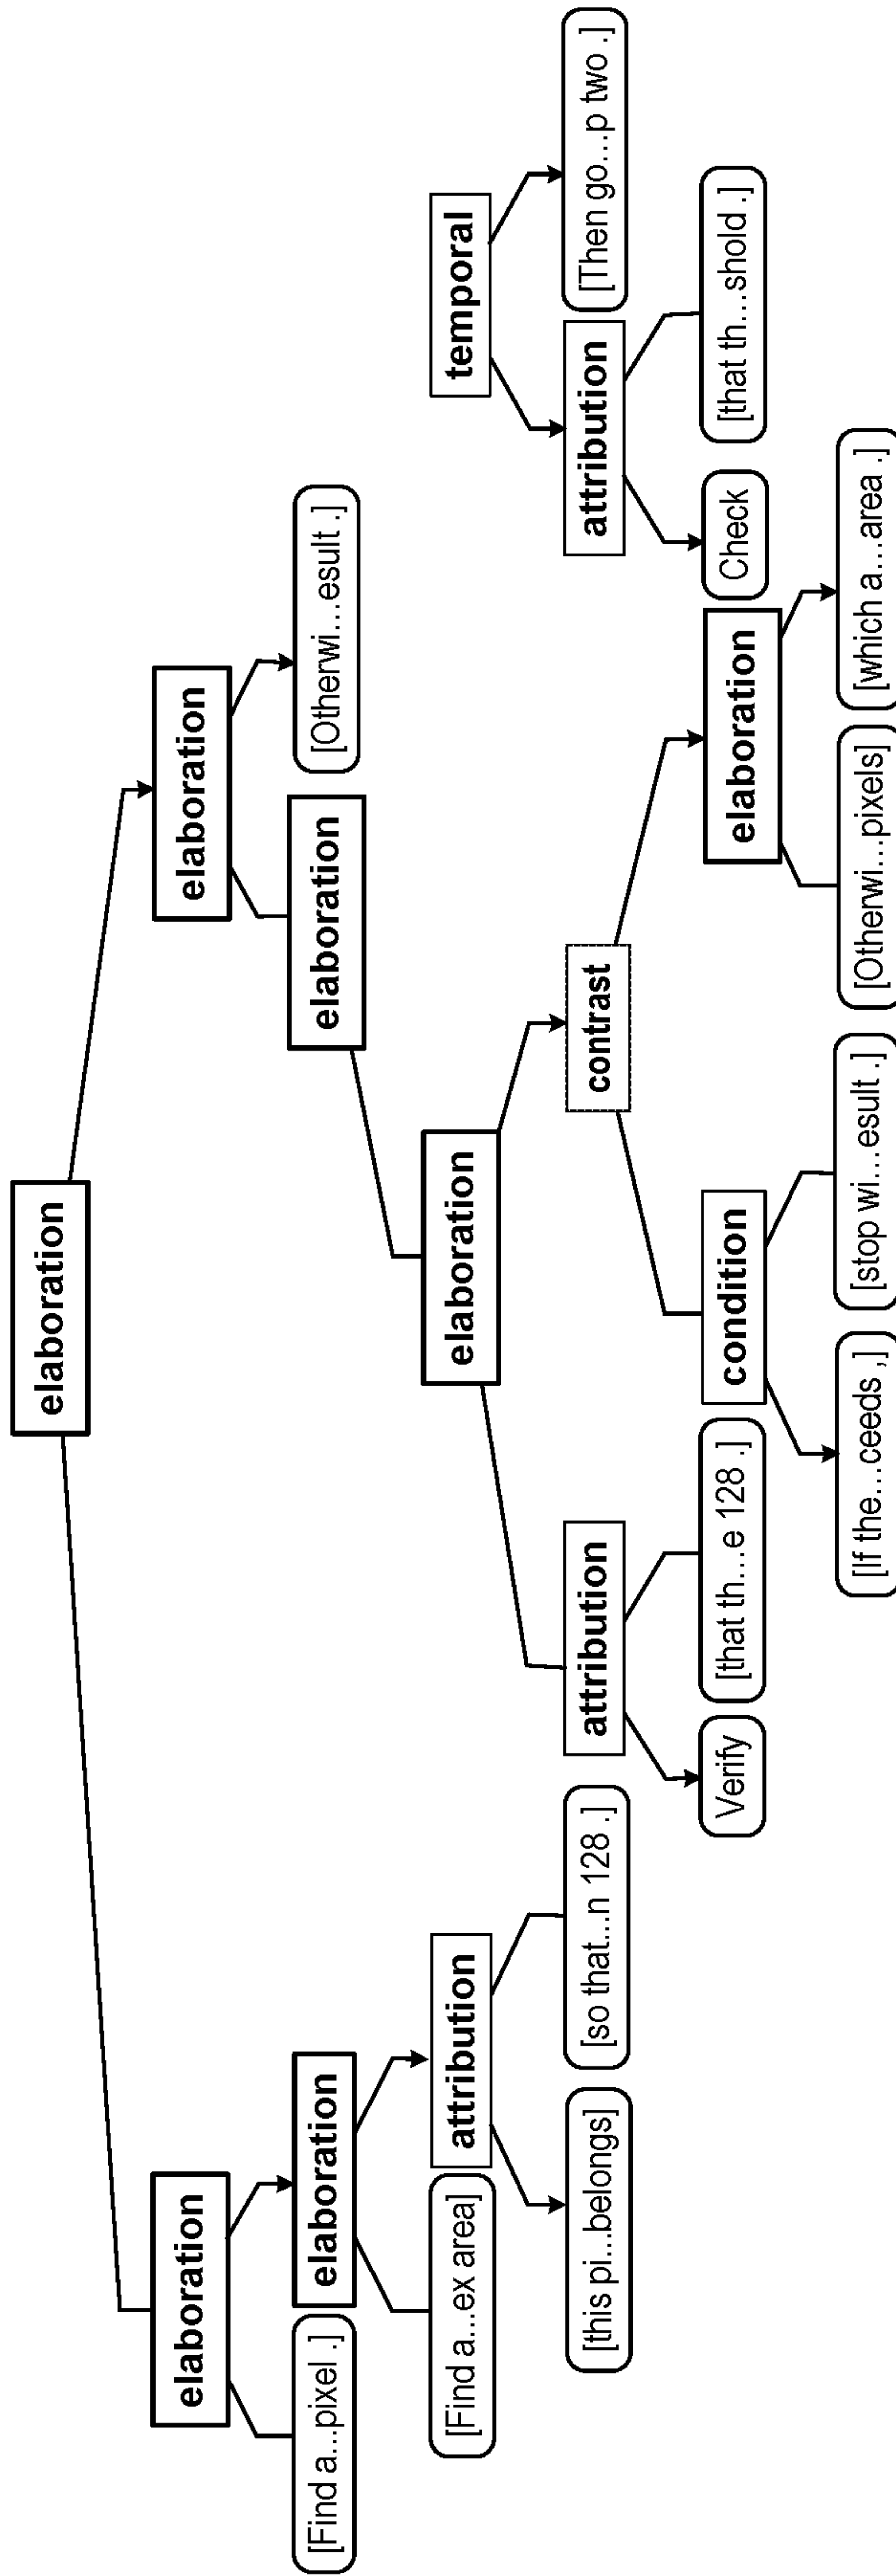 elaboration
elaboration
elaboration
[Find a...pixel .]
elaboration
elaboration
[Otherwi...esult .]
[Find a...ex area]
attribution
elaboration
temporal
[this pi...belongs]
[so that...n 128 .]
attribution
contrast
attribution
[Then go...p two .]
Verify
[that th...e 128 .]
condition
elaboration
Check
[that th...shold .]
[If the...ceeds ,]
[stop wi...esult .]
[Otherwi...pixels]
[which a...area .]